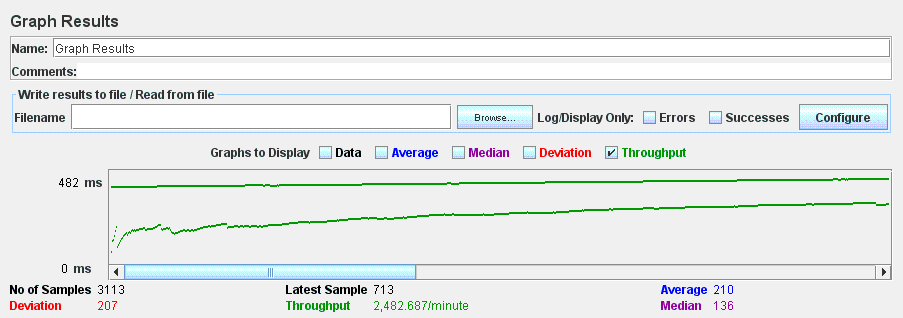 Graph Results
Name: Graph Results
Comments:
Write results to file / Read from file
Filename Browse... Log/Display Only: Errors Successes Configure
Graphs to Display Data Average Median Deviation Throughput
482 ms
0 ms
No of Samples 3113 Latest Sample 713 Average 210
Deviation 207 Throughput 2,482.687/minute Median 136